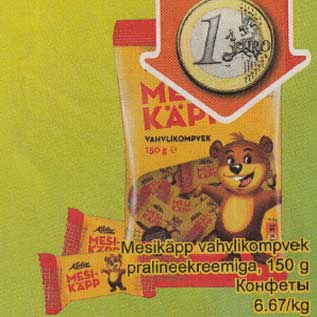 1 EURO
MESI
KÄPP
VAHVLIKOMPVEK
150 g e
Kalev
MESI-
KÄPP
Kalev
MESI-
KÄPP
Mesikäpp vahvlikompvek
pralineekreemiga, 150 g
Конфеты
6.67/kg